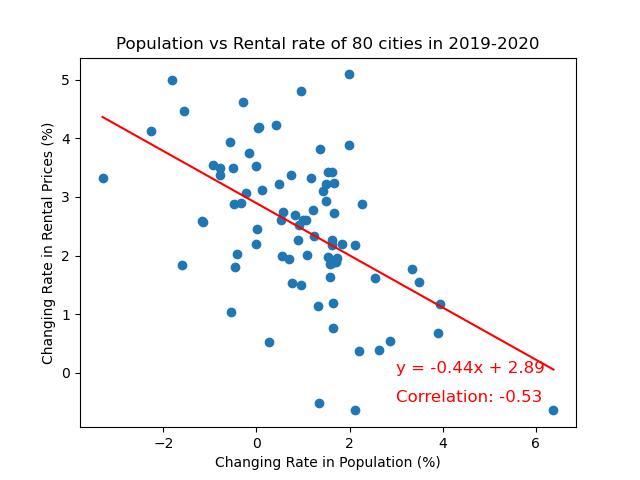 Population vs Rental rate of 80 cities in 2019-2020
Changing Rate in Rental Prices (%)
5
4
3
2
1
0
y = -0.44x + 2.89
Correlation: -0.53
−2
0
2
4
6
Changing Rate in Population (%)